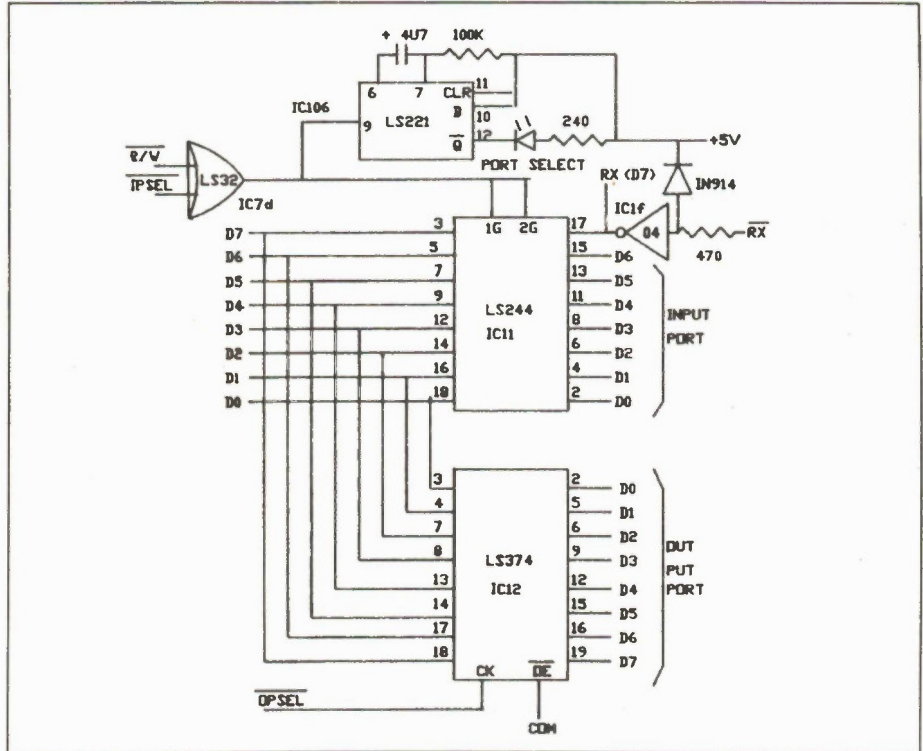 + 4U7 100K
6 7 CLR 11
IC106
B 10
9 LS221
Q 12 240
+5V
PORT SELECT
R/W
IPSEL
LS32
IC7d
RX (D7)
IN914
IC1f
04
RX
470
1G 2G
D7 3 17
D6 5 15 D6
D5 7 13 D5
D4 9 11 D4
D3 12 8 D3
D2 14 6 D2
D1 16 4 D1
D0 18 2 D0
LS244
IC11
INPUT
PORT
3 2 D0
4 5 D1
7 6 D2
8 9 D3
13 12 D4
14 15 D5
17 16 D6
18 19 D7
LS374
IC12
OUT
PUT
PORT
CK OE
OPSEL
COM